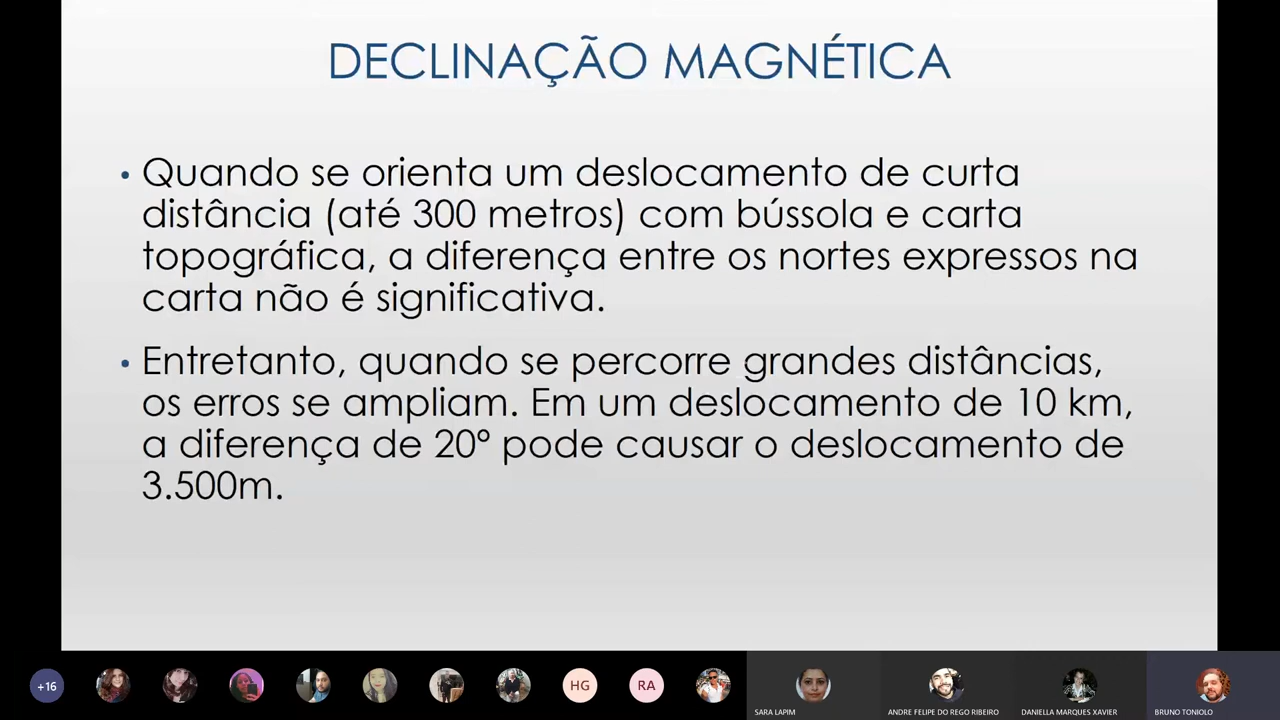 DECLINAÇÃO MAGNÉTICA
• Quando se orienta um deslocamento de curta
distância (até 300 metros) com bússola e carta
topográfica, a diferença entre os nortes expressos na
carta não é significativa.
• Entretanto, quando se percorre grandes distâncias,
os erros se ampliam. Em um deslocamento de 10 km,
a diferença de 20º pode causar o deslocamento de
3.500m.
+16
HG
RA
SARA LAPIM
ANDRE FELIPE DO REGO RIBEIRO
DANIELLA MARQUES XAVIER
BRUNO TONIOLO